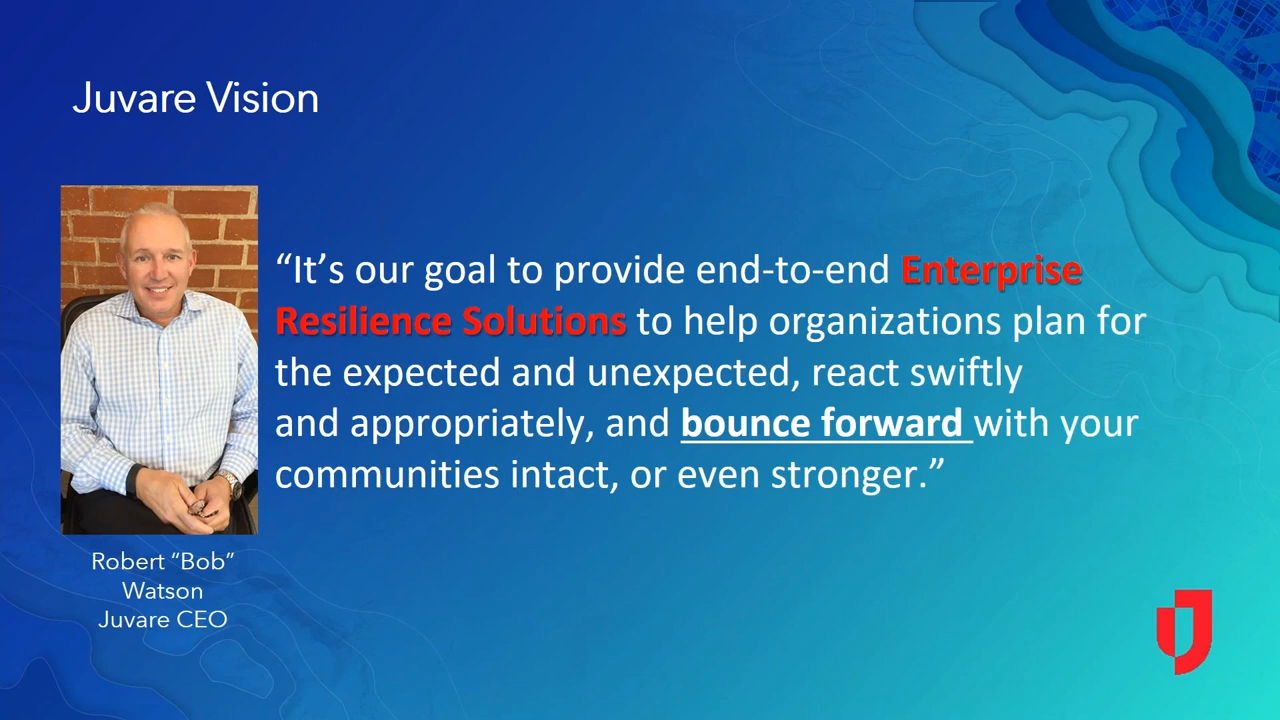 Juvare Vision
“It’s our goal to provide end-to-end Enterprise
Resilience Solutions to help organizations plan for
the expected and unexpected, react swiftly
and appropriately, and bounce forward with your
communities intact, or even stronger.”
Robert “Bob”
Watson
Juvare CEO